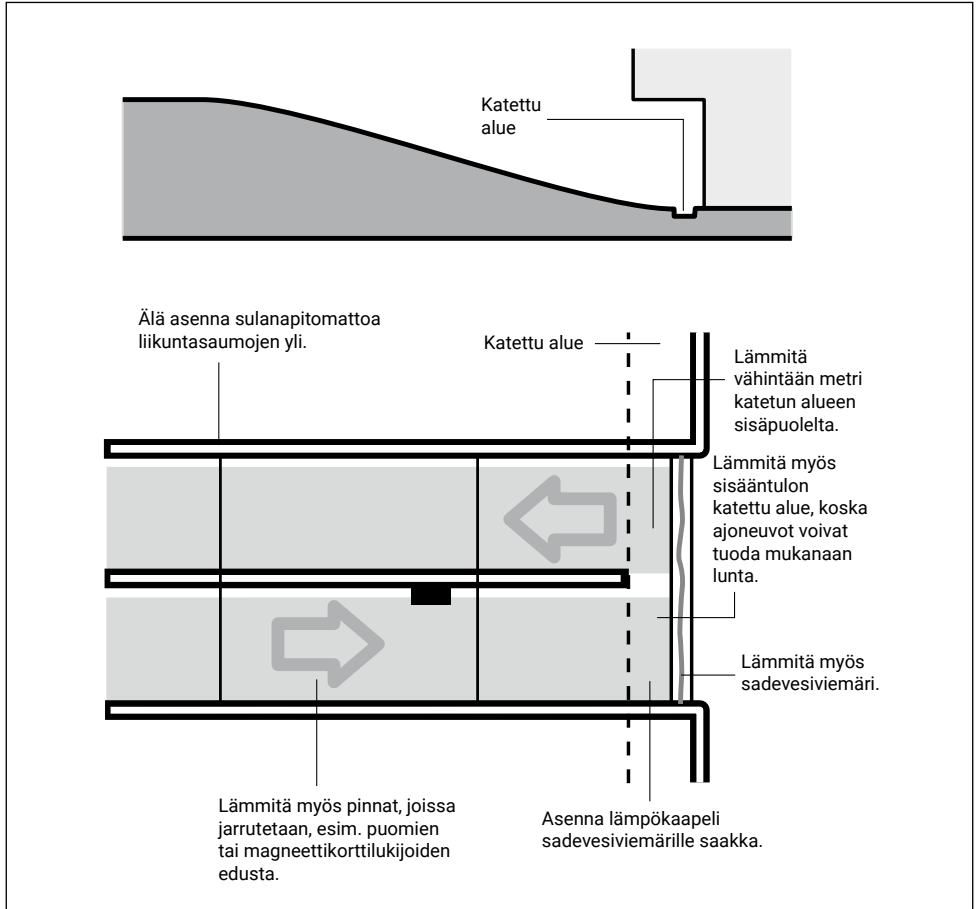 Katettu
alue
Älä asenna sulanapitomattoa
liikuntasaumojen yli.
Katettu alue
Lämmitä
vähintään metri
katetun alueen
sisäpuolelta.
Lämmitä myös
sisääntulon
katettu alue, koska
ajoneuvot voivat
tuoda mukanaan
lunta.
Lämmitä myös
sadevesiviemäri.
Lämmitä myös pinnat, joissa
jarrutetaan, esim. puomien
tai magneettikorttilukijoiden
edusta.
Asenna lämpökaapeli
sadevesiviemärille saakka.